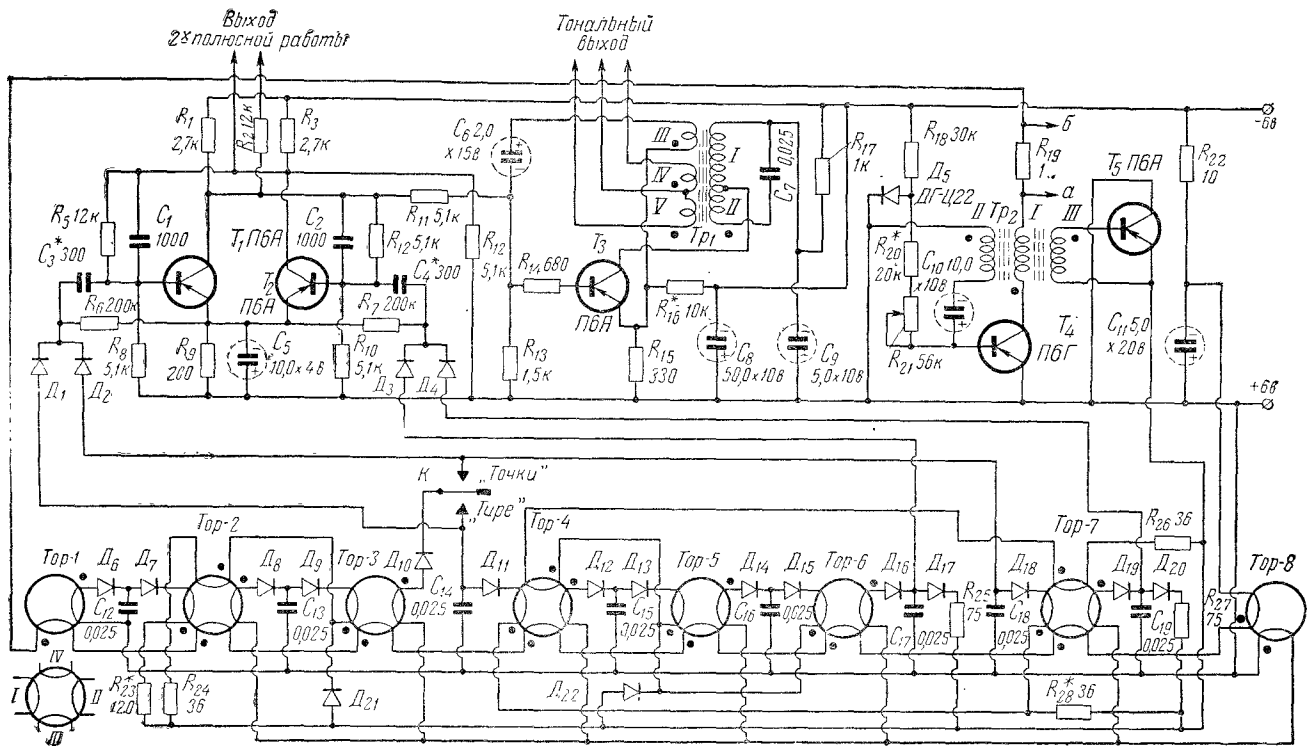 Выход
2х полюсной работы
Тональный
выход
R1
2,7к
R2 12к
R3
2,7к
C6 2,0
х 15в
III
IV
V
I
II
Тр1
C7
0,025
R17
1к
R18 30к
Д5
ДГ-Ц22
R19
б
а
-6в
R22
10
T5 П6А
R5 12к
C3* 300
C1
1000
T1 П6А
T2
П6А
C2
1000
R11 5,1к
R12 5,1к
C4* 300
R12
5,1к
R14 680
T3
П6А
R16* 10к
II Тр2 I III
R20*
20к
C10 10,0
х10в
T4
П6Г
R6 200к
R7 200к
R8
5,1к
R9
200
C5
10,0 х 4в
R10
5,1к
R13
1,5к
R15
330
C8
50,0х10в
C9
5,0х10в
R21 56к
C11 5,0
х 20в
+6в
Д1
Д2
Д3
Д4
К
„Точки"
„Тире"
Тор-1
Д6
Д7
Тор-2
Д8
Д9
Тор-3
Д10
C14
0,025
Д11
Тор-4
Д12
Д13
Тор-5
Д14
Д15
Тор-6
Д16
Д17
R25
75
Д18
Тор-7
R26 36
Д19
Д20
R27
75
Тор-8
C12
0,025
C13
0,025
C15
0,025
C16
0,025
C17
0,025
C18
0,025
C19
0,025
IV
I
II
III
R23*
120
R24
36
Д21
Д22
R28* 36